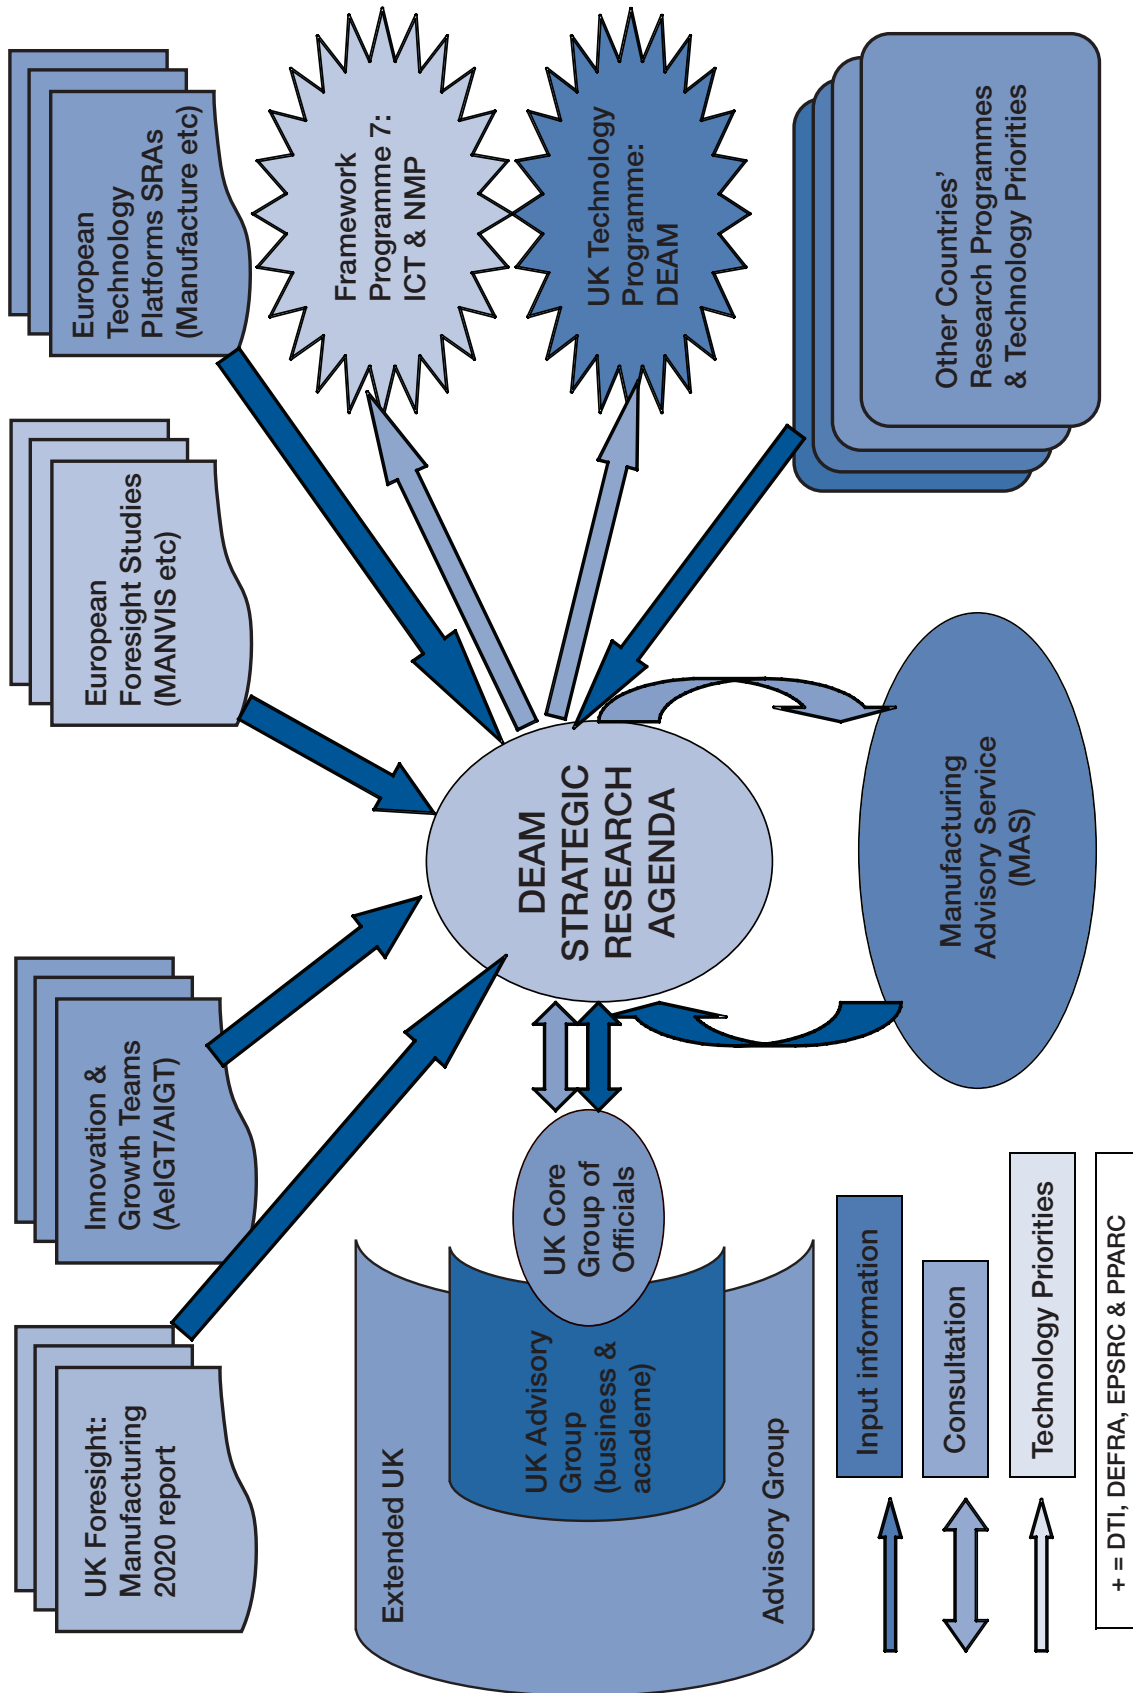 UK Foresight:
Manufacturing
2020 report
Innovation &
Growth Teams
(AeIGT/AIGT)
European
Foresight Studies
(MANVIS etc)
European
Technology
Platforms SRAs
(Manufacture etc)
Framework
Programme 7:
ICT & NMP
UK Technology
Programme:
DEAM
Other Countries’
Research Programmes
& Technology Priorities
DEAM
STRATEGIC
RESEARCH
AGENDA
Extended UK
UK Advisory
Group
(business &
academe)
UK Core
Group of
Officials
Advisory Group
Manufacturing
Advisory Service
(MAS)
Input information
Consultation
Technology Priorities
+ = DTI, DEFRA, EPSRC & PPARC